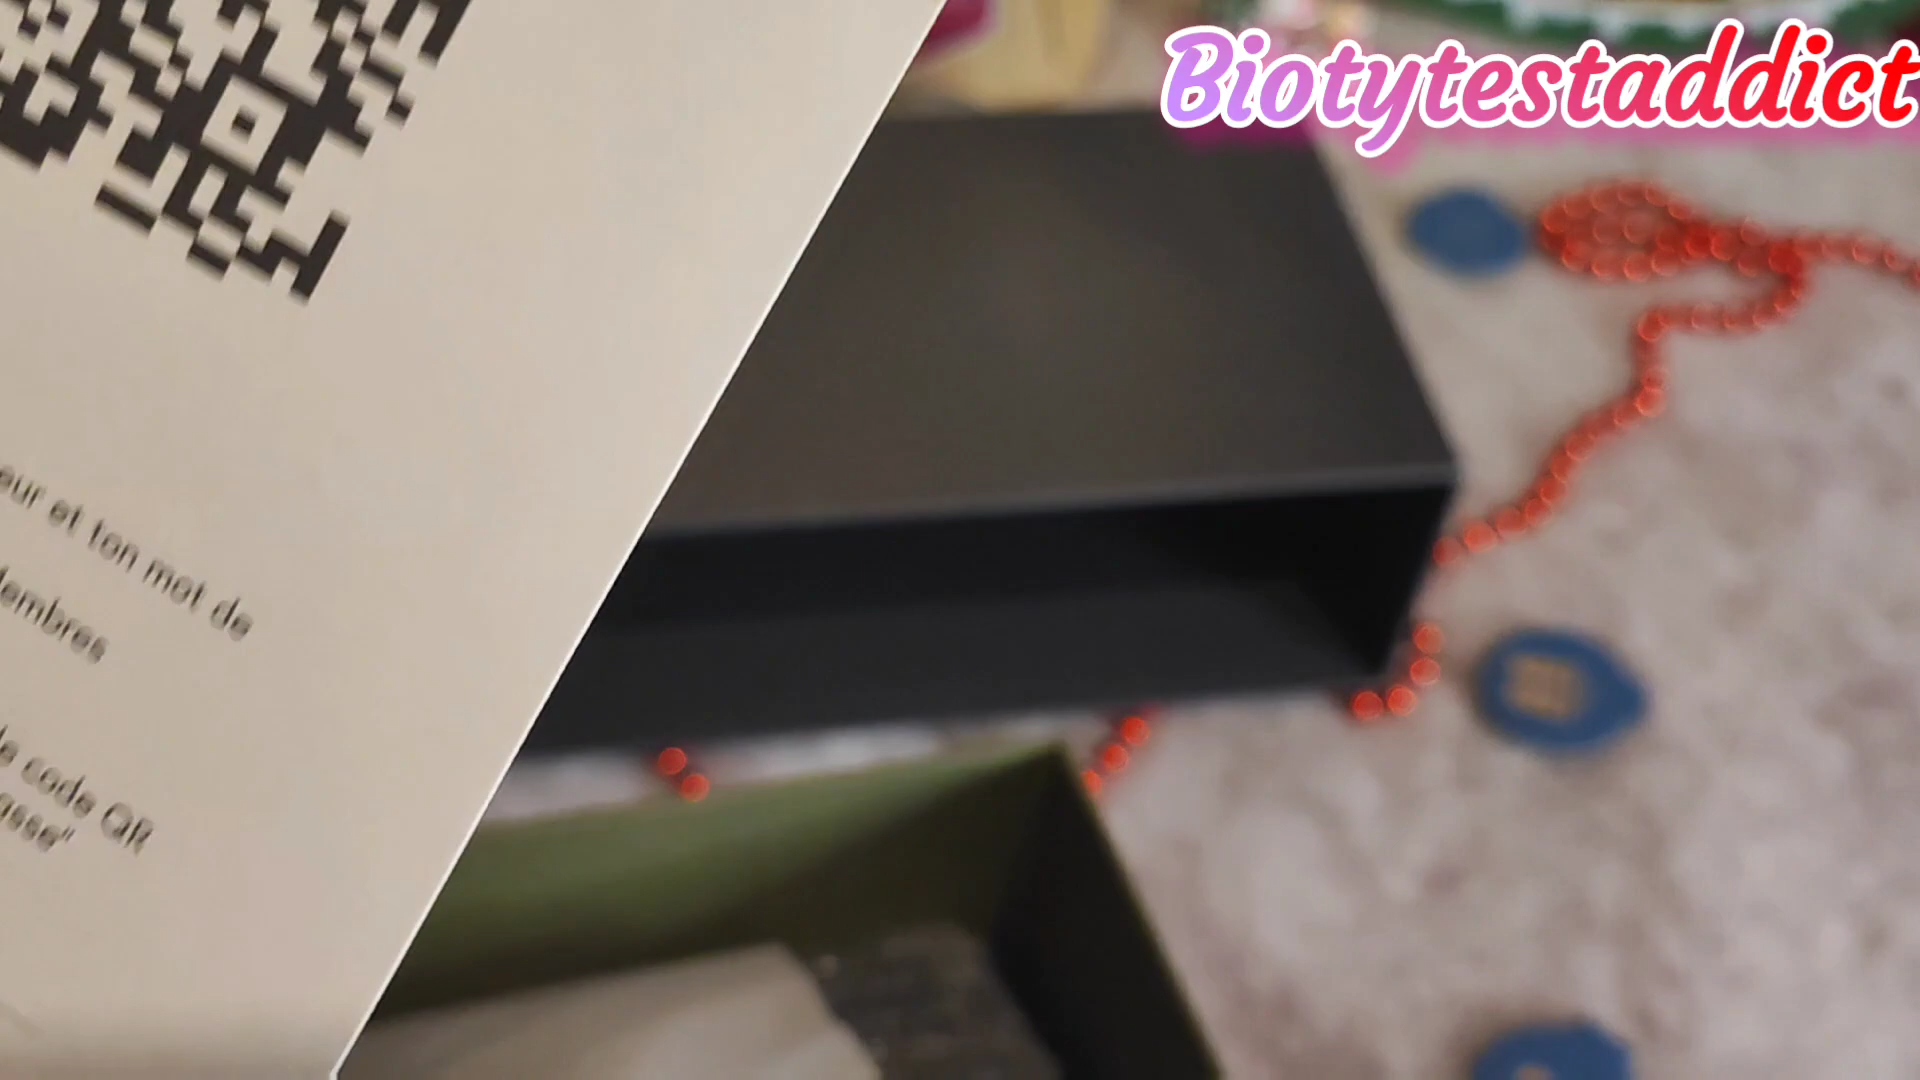 Biotytestaddict
eur et ton mot de
embres
e code QR
asse"